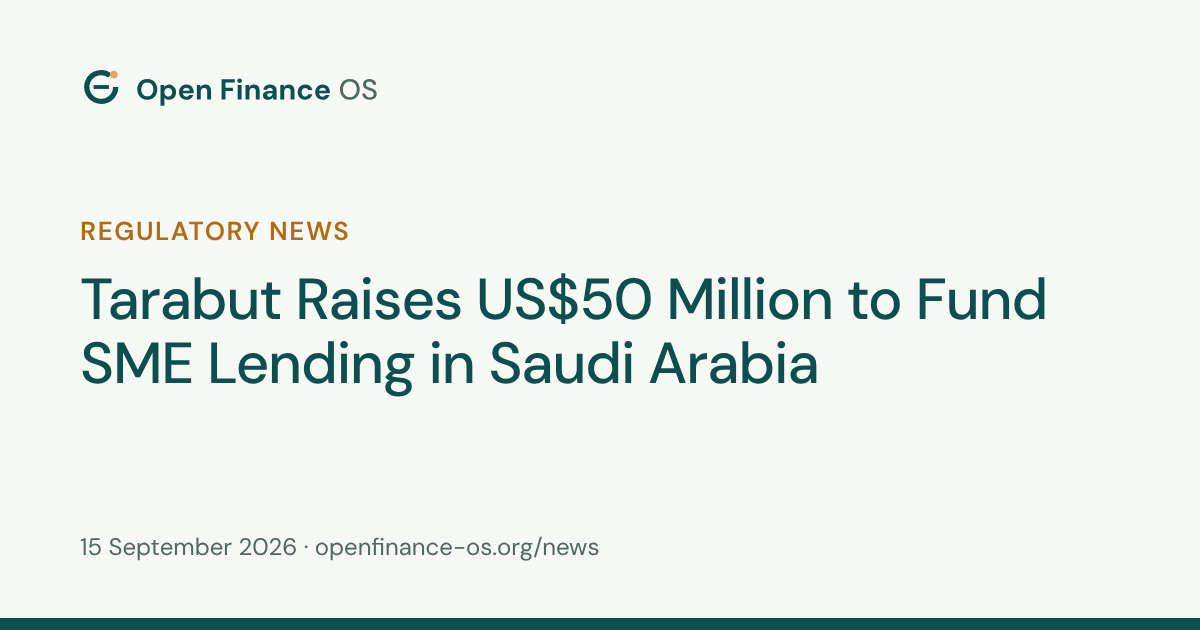 Open Finance OS
REGULATORY NEWS
Tarabut Raises US$50 Million to Fund
SME Lending in Saudi Arabia
15 September 2026 · openfinance-os.org/news